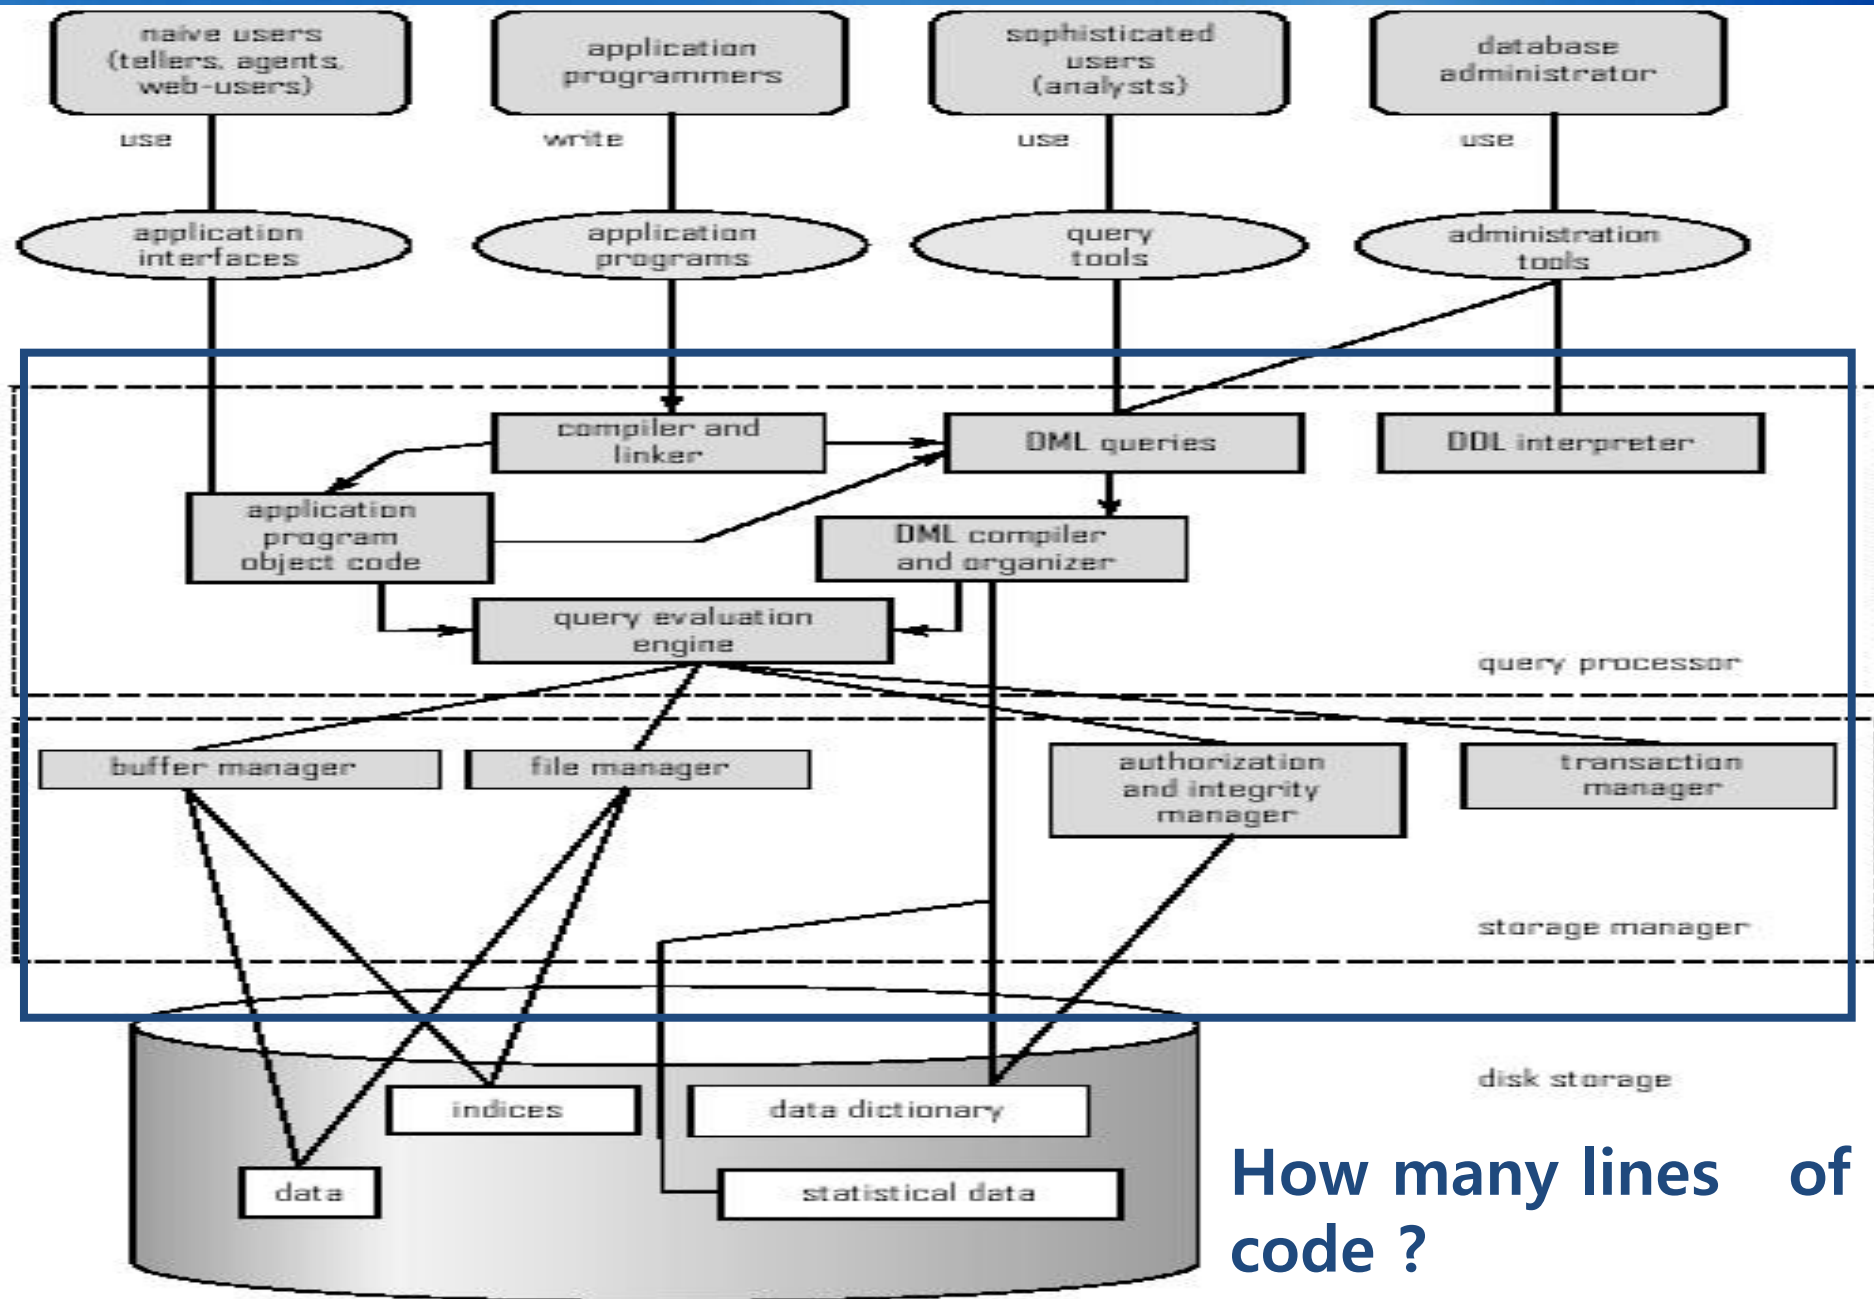 naive users
(tellers, agents,
web-users)
application
programmers
sophisticated
users
(analysts)
database
administrator
use
write
use
use
application
interfaces
application
programs
query
tools
administration
tools
compiler and
linker
DML queries
DDL interpreter
application
program
object code
DML compiler
and organizer
query evaluation
engine
query processor
buffer manager
file manager
authorization
and integrity
manager
transaction
manager
storage manager
disk storage
indices
data dictionary
data
statistical data
How many lines of
code ?